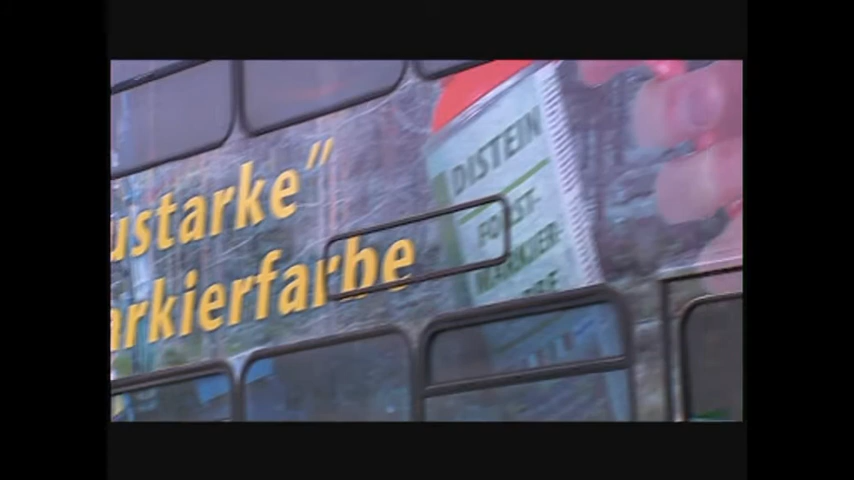 ustarke”
arkierfarbe
DISTEIN
FORST-
MARKIER-